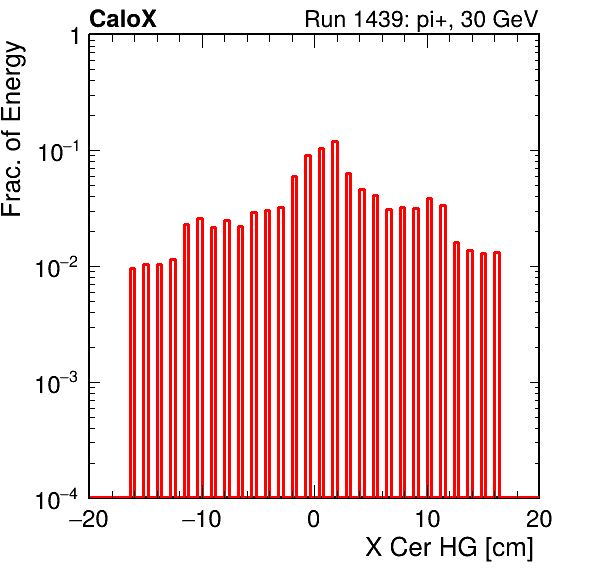 CaloX Run 1439: pi+, 30 GeV
Frac. of Energy
1
10⁻¹
10⁻²
10⁻³
10⁻⁴
−20 −10 0 10 20
X Cer HG [cm]